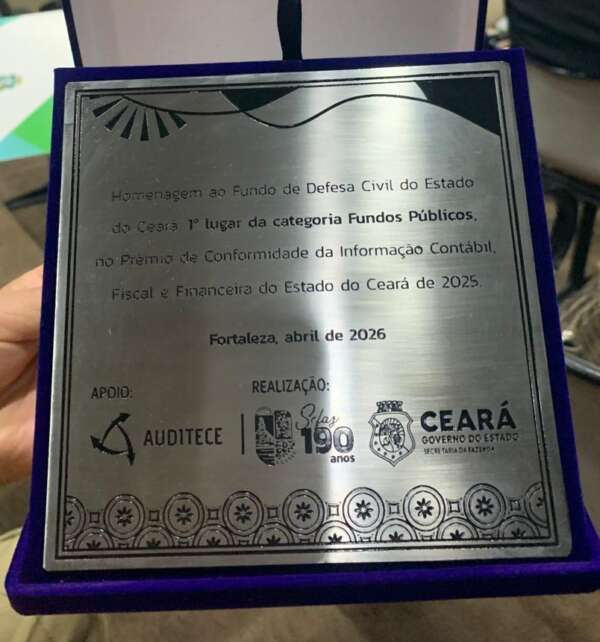 Homenagem ao Fundo de Defesa Civil do Estado
do Ceará 1º lugar da categoria Fundos Públicos,
no Prêmio de Conformidade da Informação Contábil,
Fiscal e Financeira do Estado do Ceará de 2025.
Fortaleza, abril de 2026
APOIO:
REALIZAÇÃO:
AUDITECE
Sefaz
190
anos
CEARÁ
GOVERNO DO ESTADO
SECRETARIA DA FAZENDA